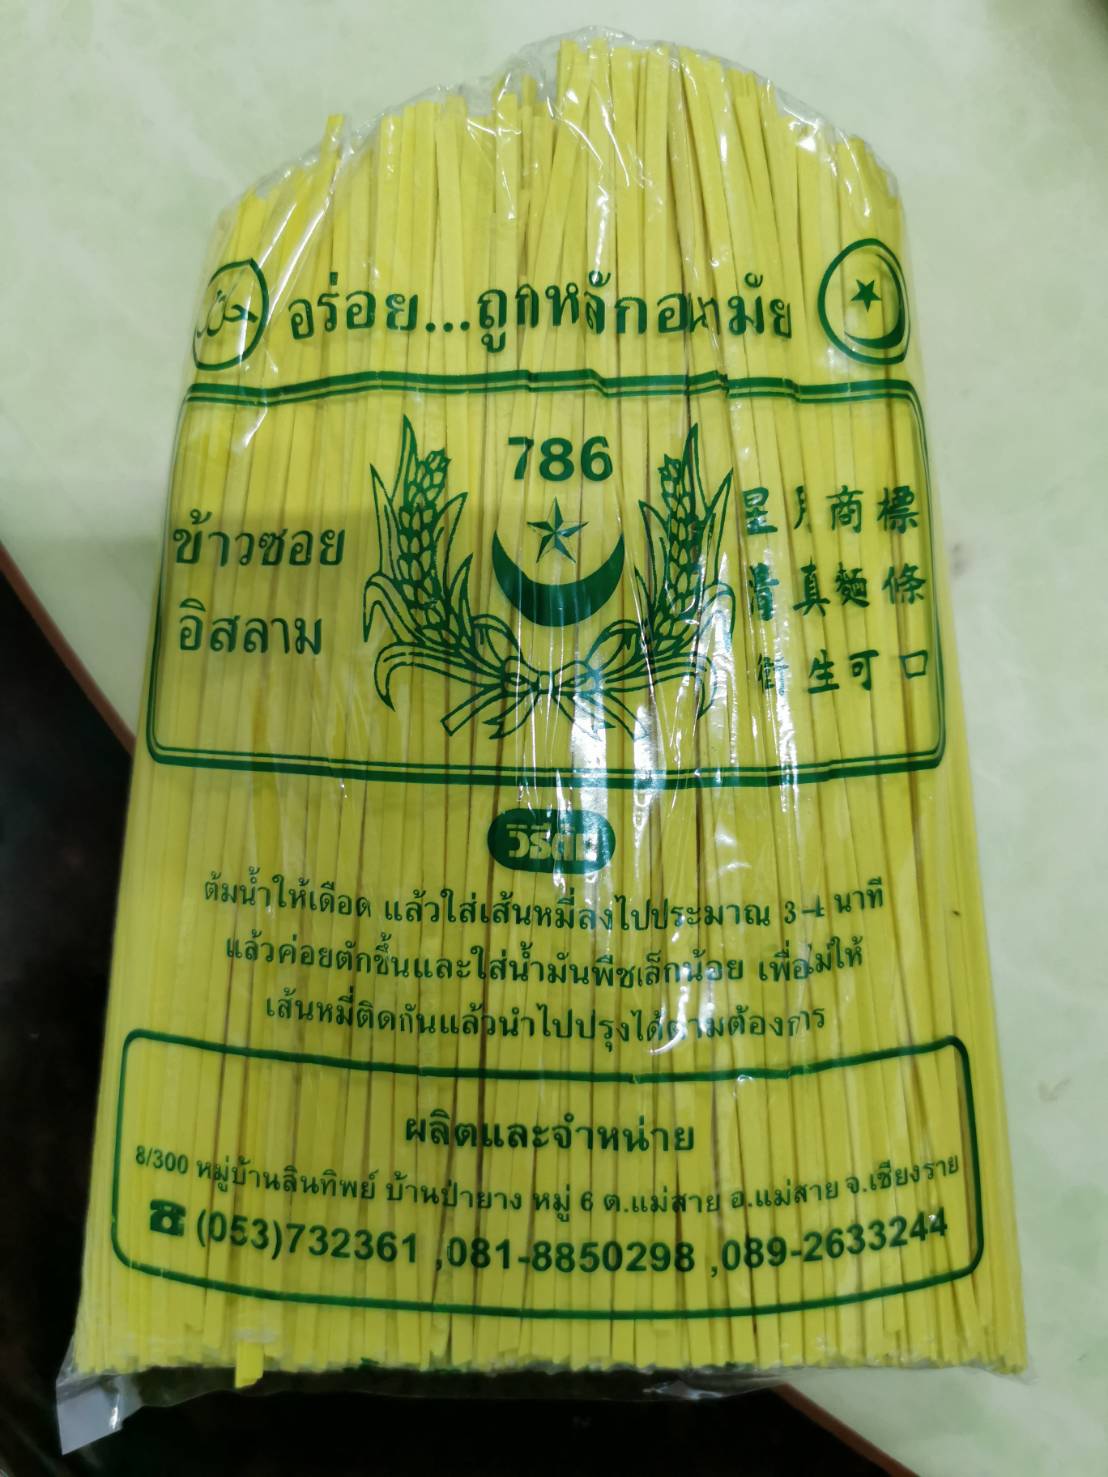 อร่อย...ถูกหลักอนามัย
786
ข้าวซอย
อิสลาม
星月商標
清真麵條
衛生可口
วิธีต้ม
ต้มน้ำให้เดือด แล้วใส่เส้นหมี่ลงไปประมาณ 3-4 นาที
แล้วค่อยตักขึ้นและใส่น้ำมันพืชเล็กน้อย เพื่อไม่ให้
เส้นหมี่ติดกันแล้วนำไปปรุงได้ตามต้องการ
ผลิตและจำหน่าย
8/300 หมู่บ้านสินทิพย์ บ้านป่ายาง หมู่ 6 ต.แม่สาย อ.แม่สาย จ.เชียงราย
☎ (053)732361 ,081-8850298 ,089-2633244